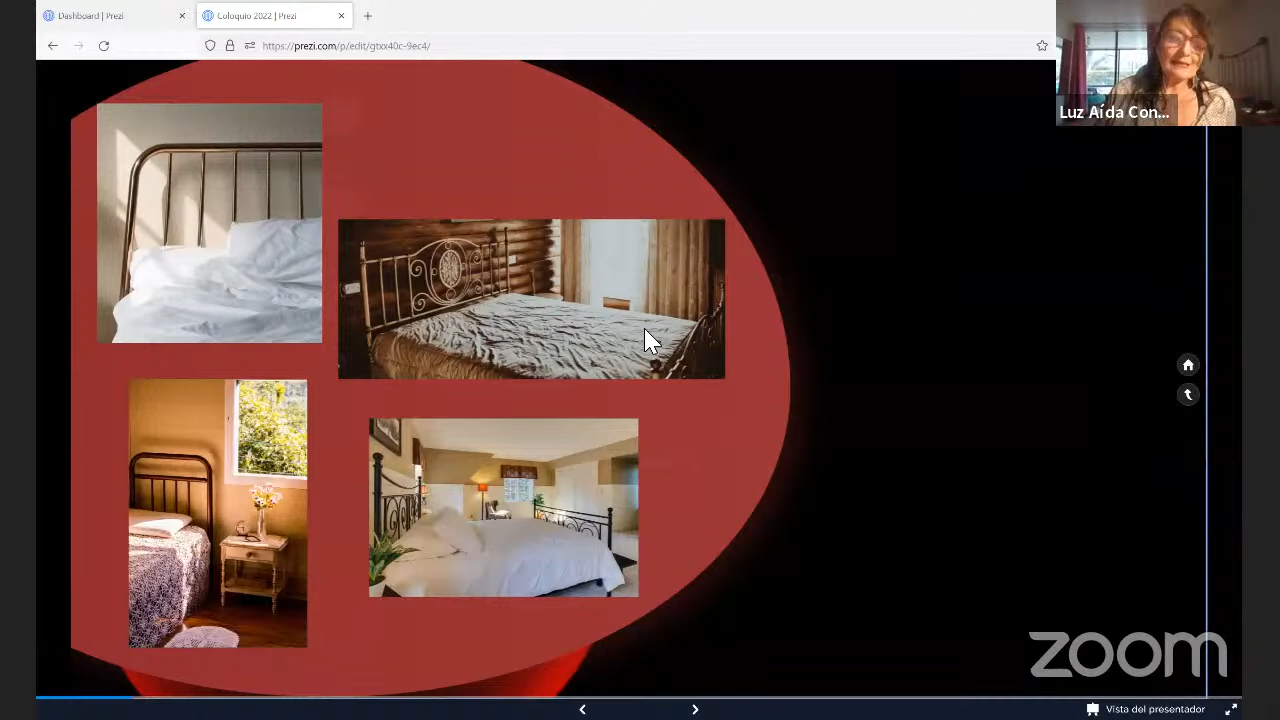 Dashboard | Prezi
Coloquio 2022 | Prezi
https://prezi.com/p/edit/gtxx40c-9ec4/
Luz Aída Con...
zoom
Vista del presentador